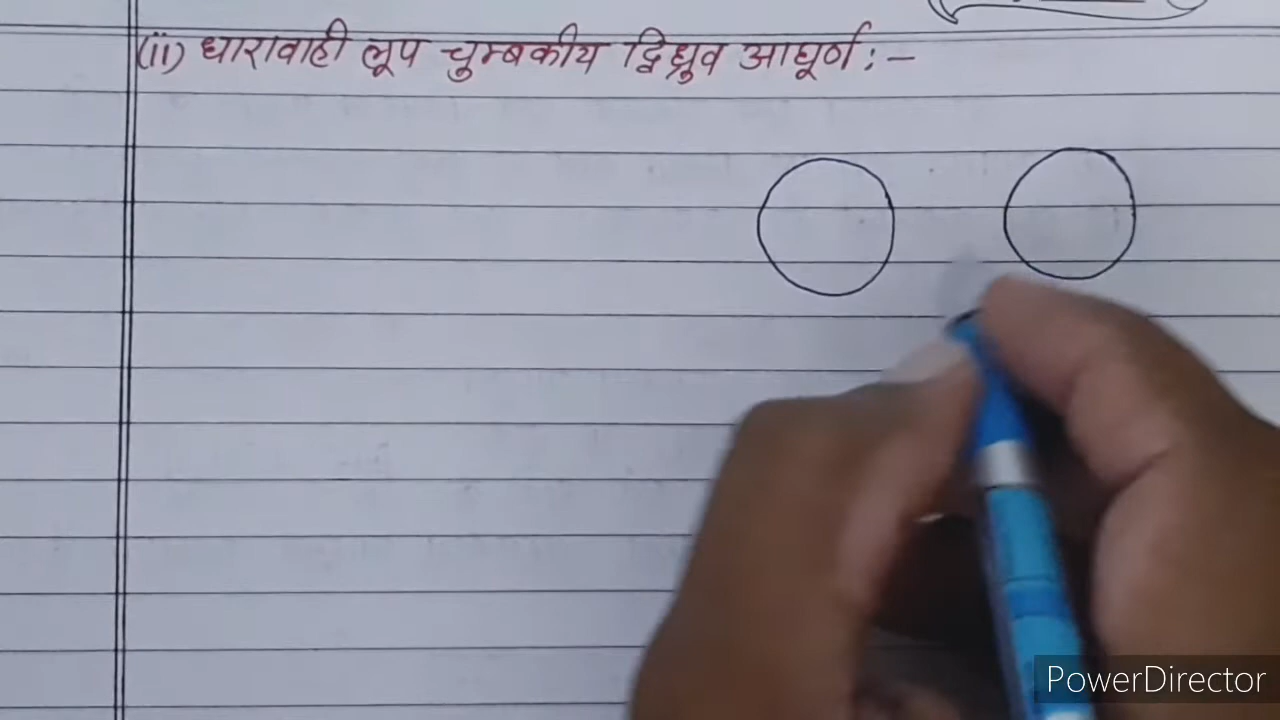 (ii) धारावाही लूप चुम्बकीय द्विध्रुव आघूर्ण :-
PowerDirector